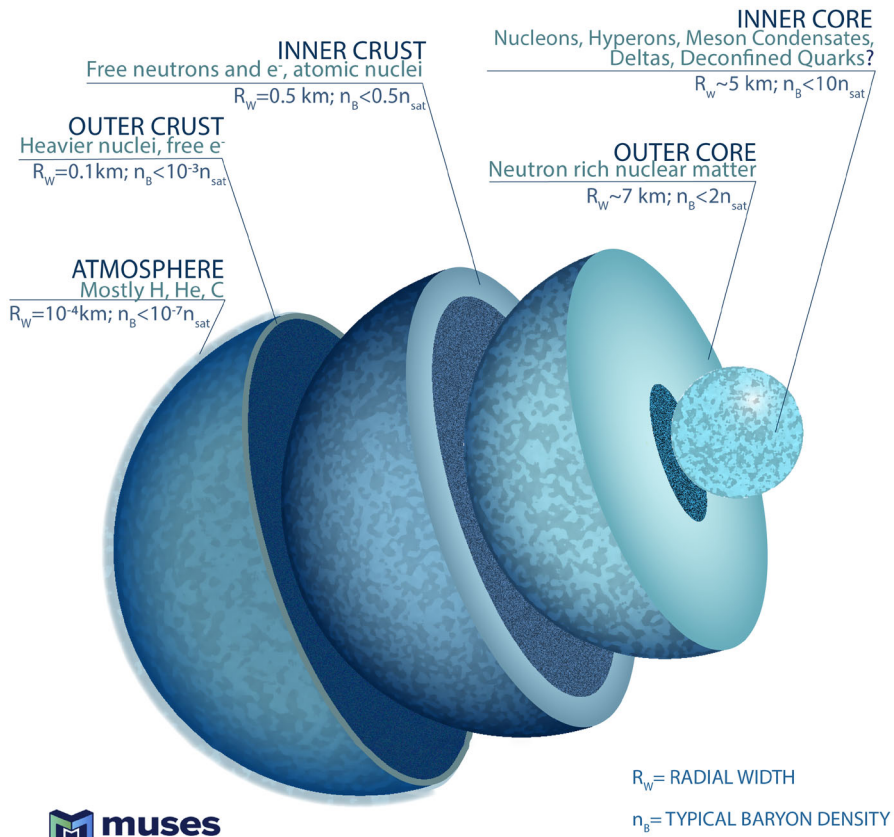 INNER CORE
Nucleons, Hyperons, Meson Condensates,
Deltas, Deconfined Quarks?
R_W~5 km; n_B<10n_sat
INNER CRUST
Free neutrons and e⁻, atomic nuclei
R_W=0.5 km; n_B<0.5n_sat
OUTER CRUST
Heavier nuclei, free e⁻
R_W=0.1km; n_B<10⁻³n_sat
OUTER CORE
Neutron rich nuclear matter
R_W~7 km; n_B<2n_sat
ATMOSPHERE
Mostly H, He, C
R_W=10⁻⁴km; n_B<10⁻⁷n_sat
R_W= RADIAL WIDTH
n_B= TYPICAL BARYON DENSITY
muses